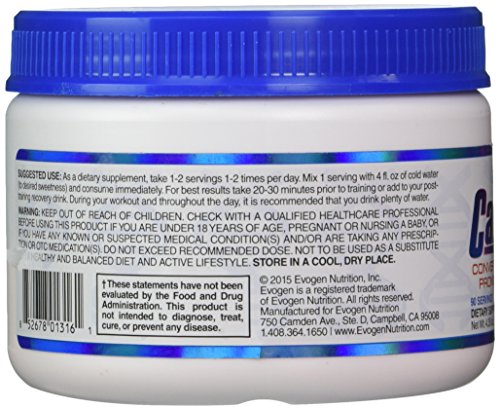 SUGGESTED USE: As a dietary supplement, take 1-2 servings 1-2 times per day. Mix 1 serving with 4 fl. oz of cold water
(to desired sweetness) and consume immediately. For best results take 20-30 minutes prior to training or add to your post-
training recovery drink. During your workout and throughout the day, it is recommended that you drink plenty of water.
WARNING: KEEP OUT OF REACH OF CHILDREN. CHECK WITH A QUALIFIED HEALTHCARE PROFESSIONAL
BEFORE USING THIS PRODUCT IF YOU ARE UNDER 18 YEARS OF AGE, PREGNANT OR NURSING A BABY, OR
IF YOU HAVE ANY KNOWN OR SUSPECTED MEDICAL CONDITION(S) AND/OR ARE TAKING ANY PRESCRIP-
TION OR OTC MEDICATION(S). DO NOT EXCEED RECOMMENDED DOSE. NOT TO BE USED AS A SUBSTITUTE
A HEALTHY AND BALANCED DIET AND ACTIVE LIFESTYLE. STORE IN A COOL, DRY PLACE.
†These statements have not been
evaluated by the Food and Drug
Administration. This product is
not intended to diagnose, treat,
cure, or prevent any disease.
52678 01316 1
© 2015 Evogen Nutrition, Inc.
Evogen is a registered trademark
of Evogen Nutrition. All rights reserved.
Manufactured for Evogen Nutrition
750 Camden Ave., Ste. D, Campbell, CA 95008
1.408.364.1650 | www.EvogenNutrition.com
Ca
90